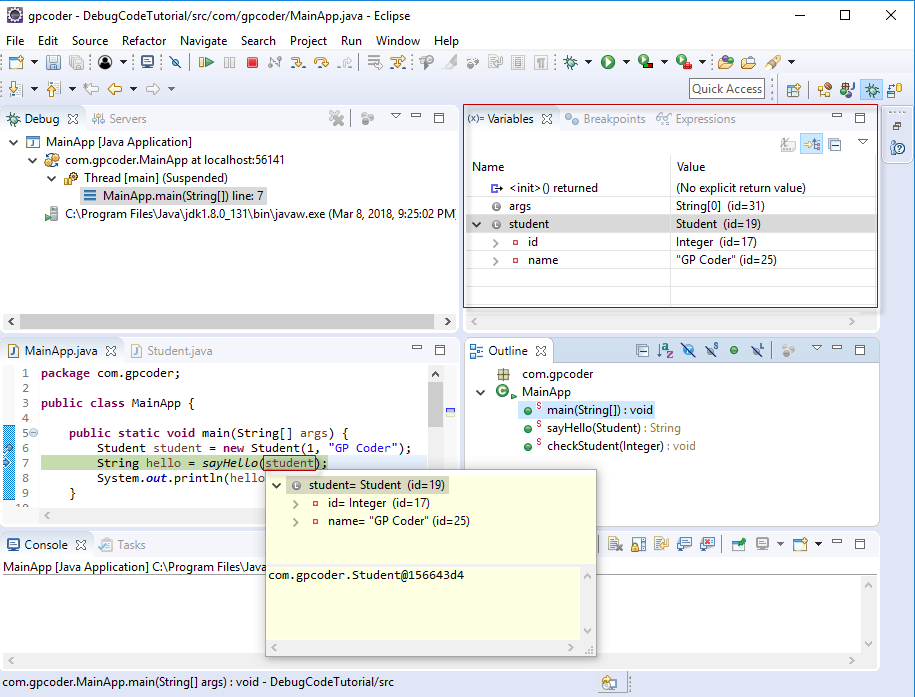 gpcoder - DebugCodeTutorial/src/com/gpcoder/MainApp.java - Eclipse
File Edit Source Refactor Navigate Search Project Run Window Help
Quick Access
Debug Servers
MainApp [Java Application]
com.gpcoder.MainApp at localhost:56141
Thread [main] (Suspended)
MainApp.main(String[]) line: 7
C:\Program Files\Java\jdk1.8.0_131\bin\javaw.exe (Mar 8, 2018, 9:25:02 PM)
(x)= Variables Breakpoints Expressions
Name Value
<init>() returned (No explicit return value)
args String[0] (id=31)
student Student (id=19)
id Integer (id=17)
name "GP Coder" (id=25)
MainApp.java Student.java
1 package com.gpcoder;
2
3 public class MainApp {
4
5 public static void main(String[] args) {
6 Student student = new Student(1, "GP Coder");
7 String hello = sayHello(student);
8 System.out.println(hello
9 }
10
student= Student (id=19)
id= Integer (id=17)
name= "GP Coder" (id=25)
com.gpcoder.Student@156643d4
Outline
com.gpcoder
MainApp
main(String[]) : void
sayHello(Student) : String
checkStudent(Integer) : void
Console Tasks
MainApp [Java Application] C:\Program Files\Java
com.gpcoder.MainApp.main(String[] args) : void - DebugCodeTutorial/src